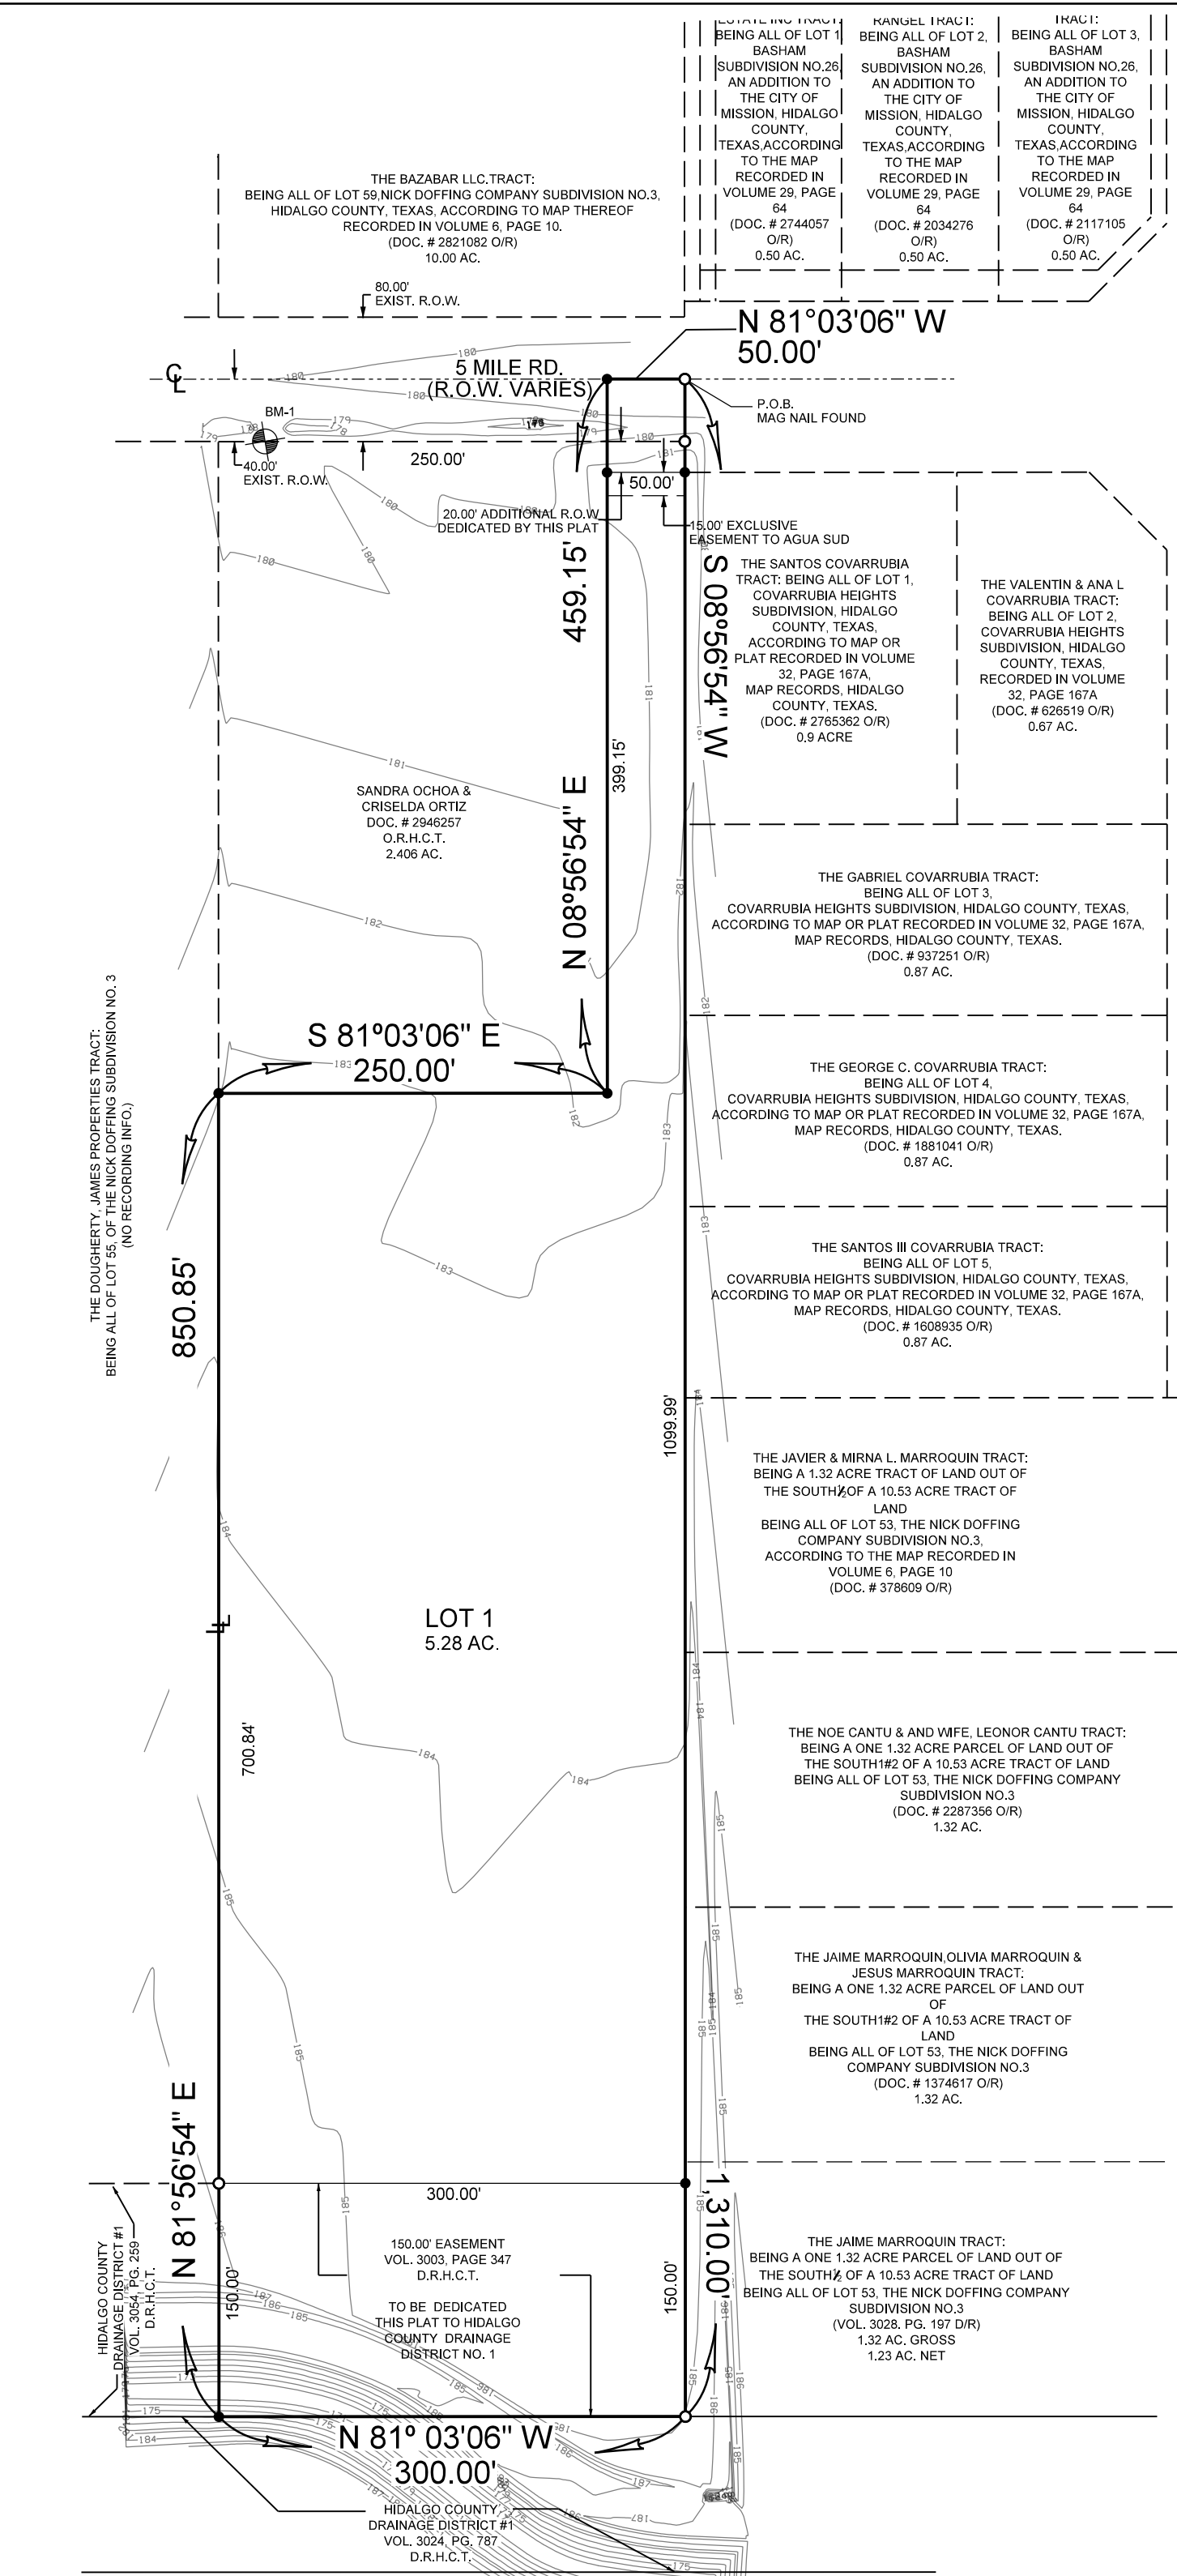 BEING ALL OF LOT 1
BASHAM
SUBDIVISION NO.26,
AN ADDITION TO
THE CITY OF
MISSION, HIDALGO
COUNTY,
TEXAS,ACCORDING
TO THE MAP
RECORDED IN
VOLUME 29, PAGE
64
(DOC. # 2744057
O/R)
0.50 AC.
RANGEL TRACT:
BEING ALL OF LOT 2,
BASHAM
SUBDIVISION NO.26,
AN ADDITION TO
THE CITY OF
MISSION, HIDALGO
COUNTY,
TEXAS,ACCORDING
TO THE MAP
RECORDED IN
VOLUME 29, PAGE
64
(DOC. # 2034276
O/R)
0.50 AC.
TRACT:
BEING ALL OF LOT 3,
BASHAM
SUBDIVISION NO.26,
AN ADDITION TO
THE CITY OF
MISSION, HIDALGO
COUNTY,
TEXAS,ACCORDING
TO THE MAP
RECORDED IN
VOLUME 29, PAGE
64
(DOC. # 2117105
O/R)
0.50 AC.
THE BAZABAR LLC.TRACT:
BEING ALL OF LOT 59,NICK DOFFING COMPANY SUBDIVISION NO.3,
HIDALGO COUNTY, TEXAS, ACCORDING TO MAP THEREOF
RECORDED IN VOLUME 6, PAGE 10.
(DOC. # 2821082 O/R)
10.00 AC.
80.00'
EXIST. R.O.W.
N 81°03'06" W
50.00'
5 MILE RD.
(R.O.W. VARIES)
P.O.B.
MAG NAIL FOUND
BM-1
40.00'
EXIST. R.O.W.
250.00'
50.00'
20.00' ADDITIONAL R.O.W
DEDICATED BY THIS PLAT
15.00' EXCLUSIVE
EASEMENT TO AGUA SUD
459.15'
N 08°56'54" E
399.15'
S 08°56'54" W
THE SANTOS COVARRUBIA
TRACT: BEING ALL OF LOT 1,
COVARRUBIA HEIGHTS
SUBDIVISION, HIDALGO
COUNTY, TEXAS,
ACCORDING TO MAP OR
PLAT RECORDED IN VOLUME
32, PAGE 167A,
MAP RECORDS, HIDALGO
COUNTY, TEXAS.
(DOC. # 2765362 O/R)
0.9 ACRE
THE VALENTIN & ANA L
COVARRUBIA TRACT:
BEING ALL OF LOT 2,
COVARRUBIA HEIGHTS
SUBDIVISION, HIDALGO
COUNTY, TEXAS,
RECORDED IN VOLUME
32, PAGE 167A
(DOC. # 626519 O/R)
0.67 AC.
SANDRA OCHOA &
CRISELDA ORTIZ
DOC. # 2946257
O.R.H.C.T.
2.406 AC.
THE GABRIEL COVARRUBIA TRACT:
BEING ALL OF LOT 3,
COVARRUBIA HEIGHTS SUBDIVISION, HIDALGO COUNTY, TEXAS,
ACCORDING TO MAP OR PLAT RECORDED IN VOLUME 32, PAGE 167A,
MAP RECORDS, HIDALGO COUNTY, TEXAS.
(DOC. # 937251 O/R)
0.87 AC.
S 81°03'06" E
250.00'
THE GEORGE C. COVARRUBIA TRACT:
BEING ALL OF LOT 4,
COVARRUBIA HEIGHTS SUBDIVISION, HIDALGO COUNTY, TEXAS,
ACCORDING TO MAP OR PLAT RECORDED IN VOLUME 32, PAGE 167A,
MAP RECORDS, HIDALGO COUNTY, TEXAS.
(DOC. # 1881041 O/R)
0.87 AC.
THE DOUGHERTY, JAMES PROPERTIES TRACT:
BEING ALL OF LOT 55, OF THE NICK DOFFING SUBDIVISION NO. 3
(NO RECORDING INFO.)
850.85'
THE SANTOS III COVARRUBIA TRACT:
BEING ALL OF LOT 5,
COVARRUBIA HEIGHTS SUBDIVISION, HIDALGO COUNTY, TEXAS,
ACCORDING TO MAP OR PLAT RECORDED IN VOLUME 32, PAGE 167A,
MAP RECORDS, HIDALGO COUNTY, TEXAS.
(DOC. # 1608935 O/R)
0.87 AC.
1099.99'
THE JAVIER & MIRNA L. MARROQUIN TRACT:
BEING A 1.32 ACRE TRACT OF LAND OUT OF
THE SOUTH½OF A 10.53 ACRE TRACT OF
LAND
BEING ALL OF LOT 53, THE NICK DOFFING
COMPANY SUBDIVISION NO.3,
ACCORDING TO THE MAP RECORDED IN
VOLUME 6, PAGE 10
(DOC. # 378609 O/R)
LOT 1
5.28 AC.
700.84'
THE NOE CANTU & AND WIFE, LEONOR CANTU TRACT:
BEING A ONE 1.32 ACRE PARCEL OF LAND OUT OF
THE SOUTH1#2 OF A 10.53 ACRE TRACT OF LAND
BEING ALL OF LOT 53, THE NICK DOFFING COMPANY
SUBDIVISION NO.3
(DOC. # 2287356 O/R)
1.32 AC.
THE JAIME MARROQUIN,OLIVIA MARROQUIN &
JESUS MARROQUIN TRACT:
BEING A ONE 1.32 ACRE PARCEL OF LAND OUT
OF
THE SOUTH1#2 OF A 10.53 ACRE TRACT OF
LAND
BEING ALL OF LOT 53, THE NICK DOFFING
COMPANY SUBDIVISION NO.3
(DOC. # 1374617 O/R)
1.32 AC.
N 81°56'54" E
300.00'
150.00'
150.00'
1,310.00'
150.00' EASEMENT
VOL. 3003, PAGE 347
D.R.H.C.T.
TO BE DEDICATED
THIS PLAT TO HIDALGO
COUNTY DRAINAGE
DISTRICT NO. 1
HIDALGO COUNTY
DRAINAGE DISTRICT #1
VOL. 3054, PG. 259
D.R.H.C.T.
THE JAIME MARROQUIN TRACT:
BEING A ONE 1.32 ACRE PARCEL OF LAND OUT OF
THE SOUTH½ OF A 10.53 ACRE TRACT OF LAND
BEING ALL OF LOT 53, THE NICK DOFFING COMPANY
SUBDIVISION NO.3
(VOL. 3028. PG. 197 D/R)
1.32 AC. GROSS
1.23 AC. NET
N 81° 03'06" W
300.00'
HIDALGO COUNTY
DRAINAGE DISTRICT #1
VOL. 3024, PG. 787
D.R.H.C.T.